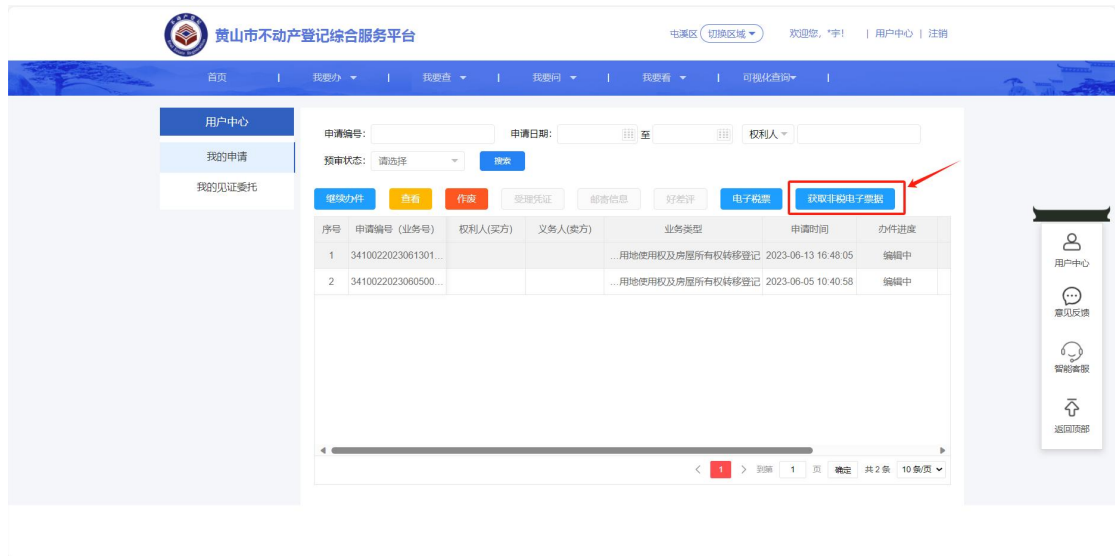 黄山市不动产登记综合服务平台
屯溪区 切换区域 欢迎您，*宇! | 用户中心 | 注销
首页 | 我要办 | 我要查 | 我要问 | 我要看 | 可视化查询 |
用户中心
我的申请
我的见证委托
申请编号: 申请日期: 至 权利人
预审状态: 请选择 搜索
继续办件 查看 作废 受理凭证 邮寄信息 好差评 电子税票 获取非税电子票据
序号 申请编号（业务号） 权利人(买方) 义务人(卖方) 业务类型 申请时间 办件进度
1 3410022023061301... ...用地使用权及房屋所有权转移登记 2023-06-13 16:48:05 编辑中
2 3410022023060500... ...用地使用权及房屋所有权转移登记 2023-06-05 10:40:58 编辑中
1 到第 1 页 确定 共2条 10条/页
用户中心
意见反馈
智能客服
返回顶部